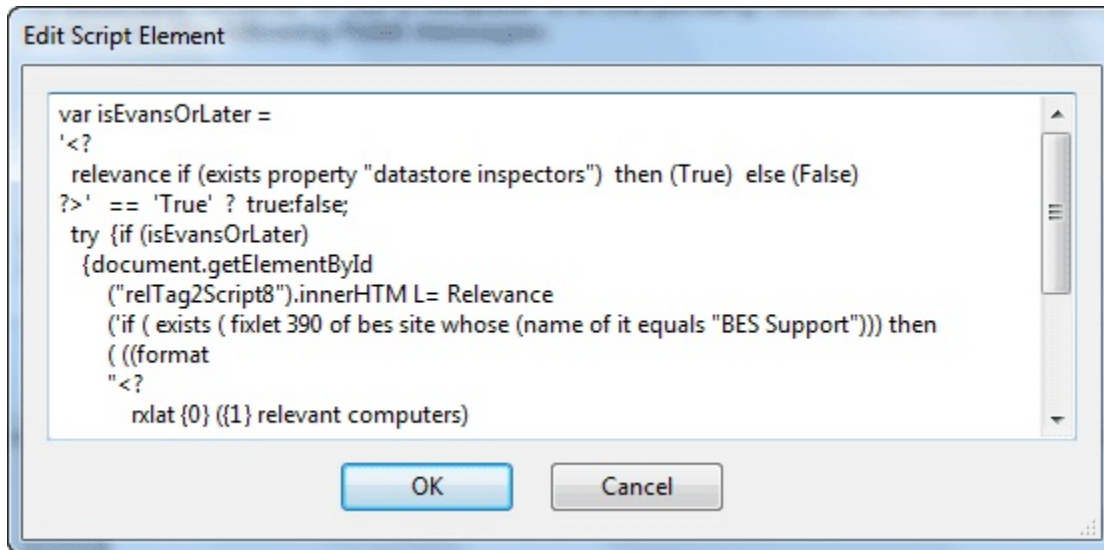 Edit Script Element
var isEvansOrLater =
'<?
relevance if (exists property "datastore inspectors") then (True) else (False)
?>' == 'True' ? true:false;
try {if (isEvansOrLater)
{document.getElementById
("relTag2Script8").innerHTM L= Relevance
('if ( exists ( fixlet 390 of bes site whose (name of it equals "BES Support"))) then
( ((format
"<?
rxlat {0} ({1} relevant computers)
OK
Cancel